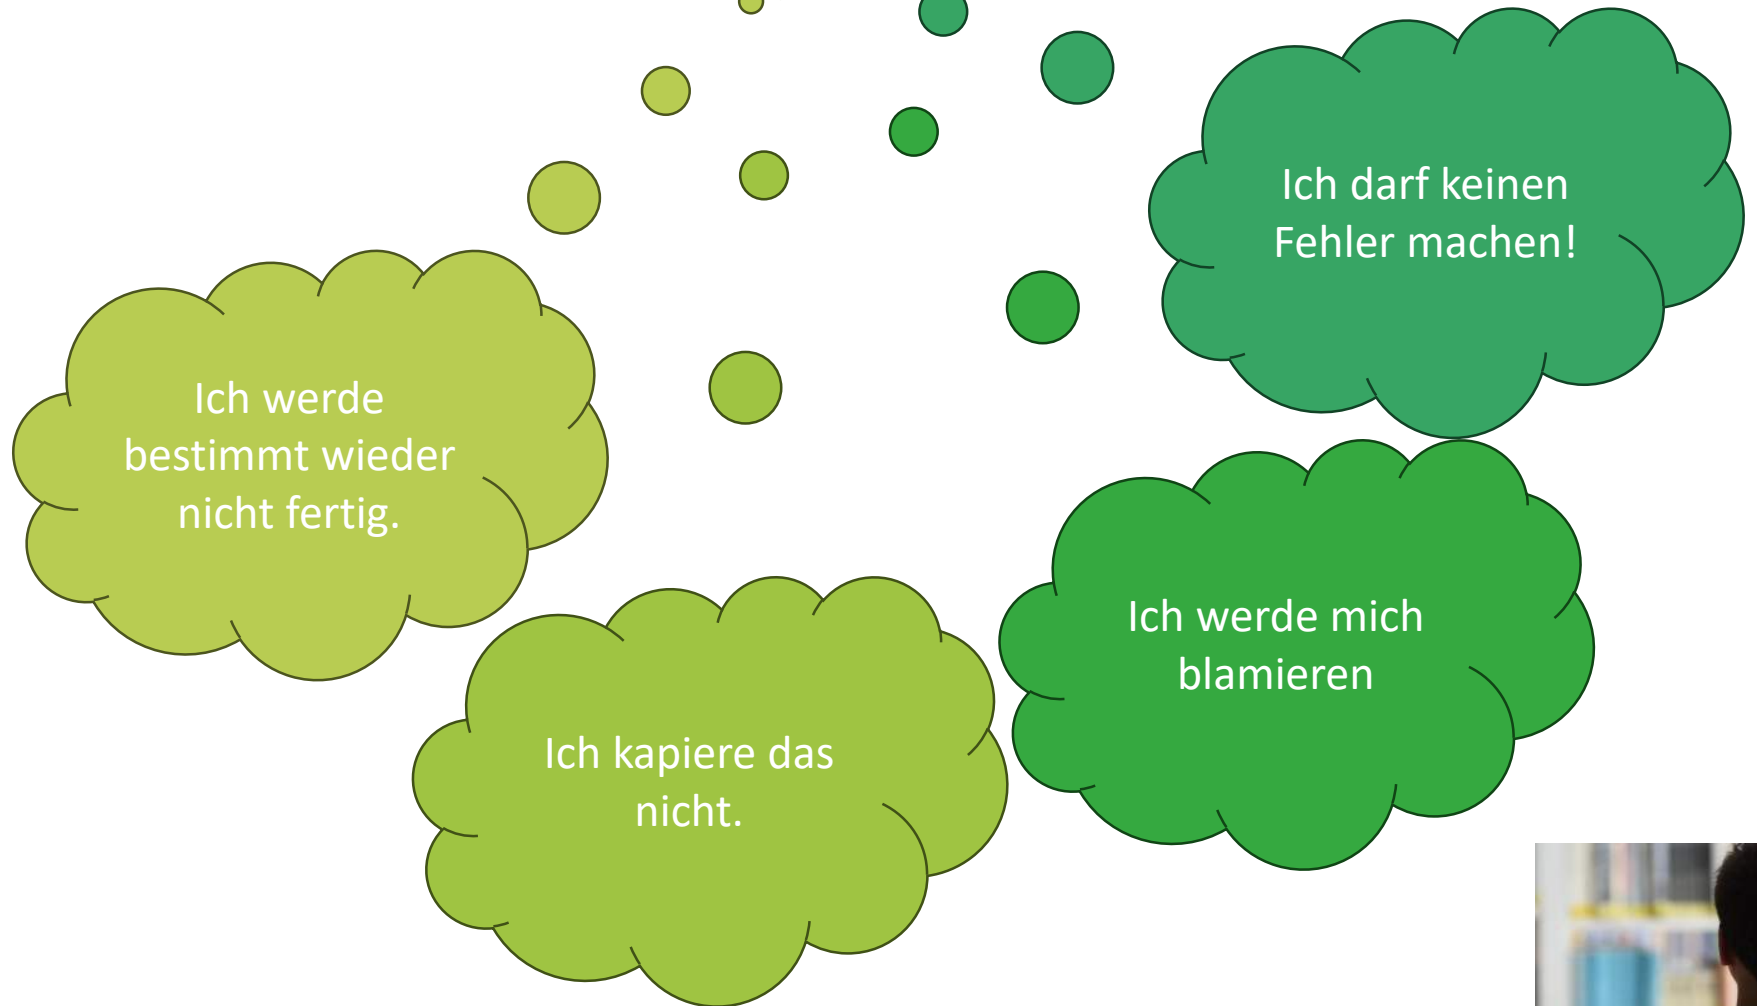 Ich darf keinen
Fehler machen!
Ich werde
bestimmt wieder
nicht fertig.
Ich werde mich
blamieren
Ich kapiere das
nicht.